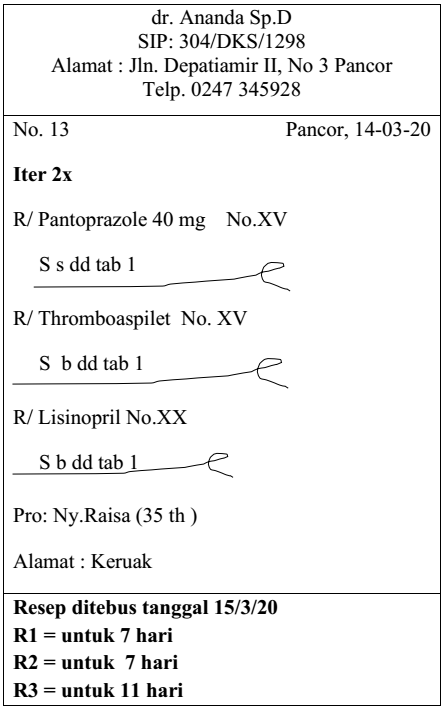 dr. Ananda Sp.D
SIP: 304/DKS/1298
Alamat : Jln. Depatiamir II, No 3 Pancor
Telp. 0247 345928
No. 13 Pancor, 14-03-20
Iter 2x
R/ Pantoprazole 40 mg No.XV
S s dd tab 1
R/ Thromboaspilet No. XV
S b dd tab 1
R/ Lisinopril No.XX
S b dd tab 1
Pro: Ny.Raisa (35 th )
Alamat : Keruak
Resep ditebus tanggal 15/3/20
R1 = untuk 7 hari
R2 = untuk 7 hari
R3 = untuk 11 hari